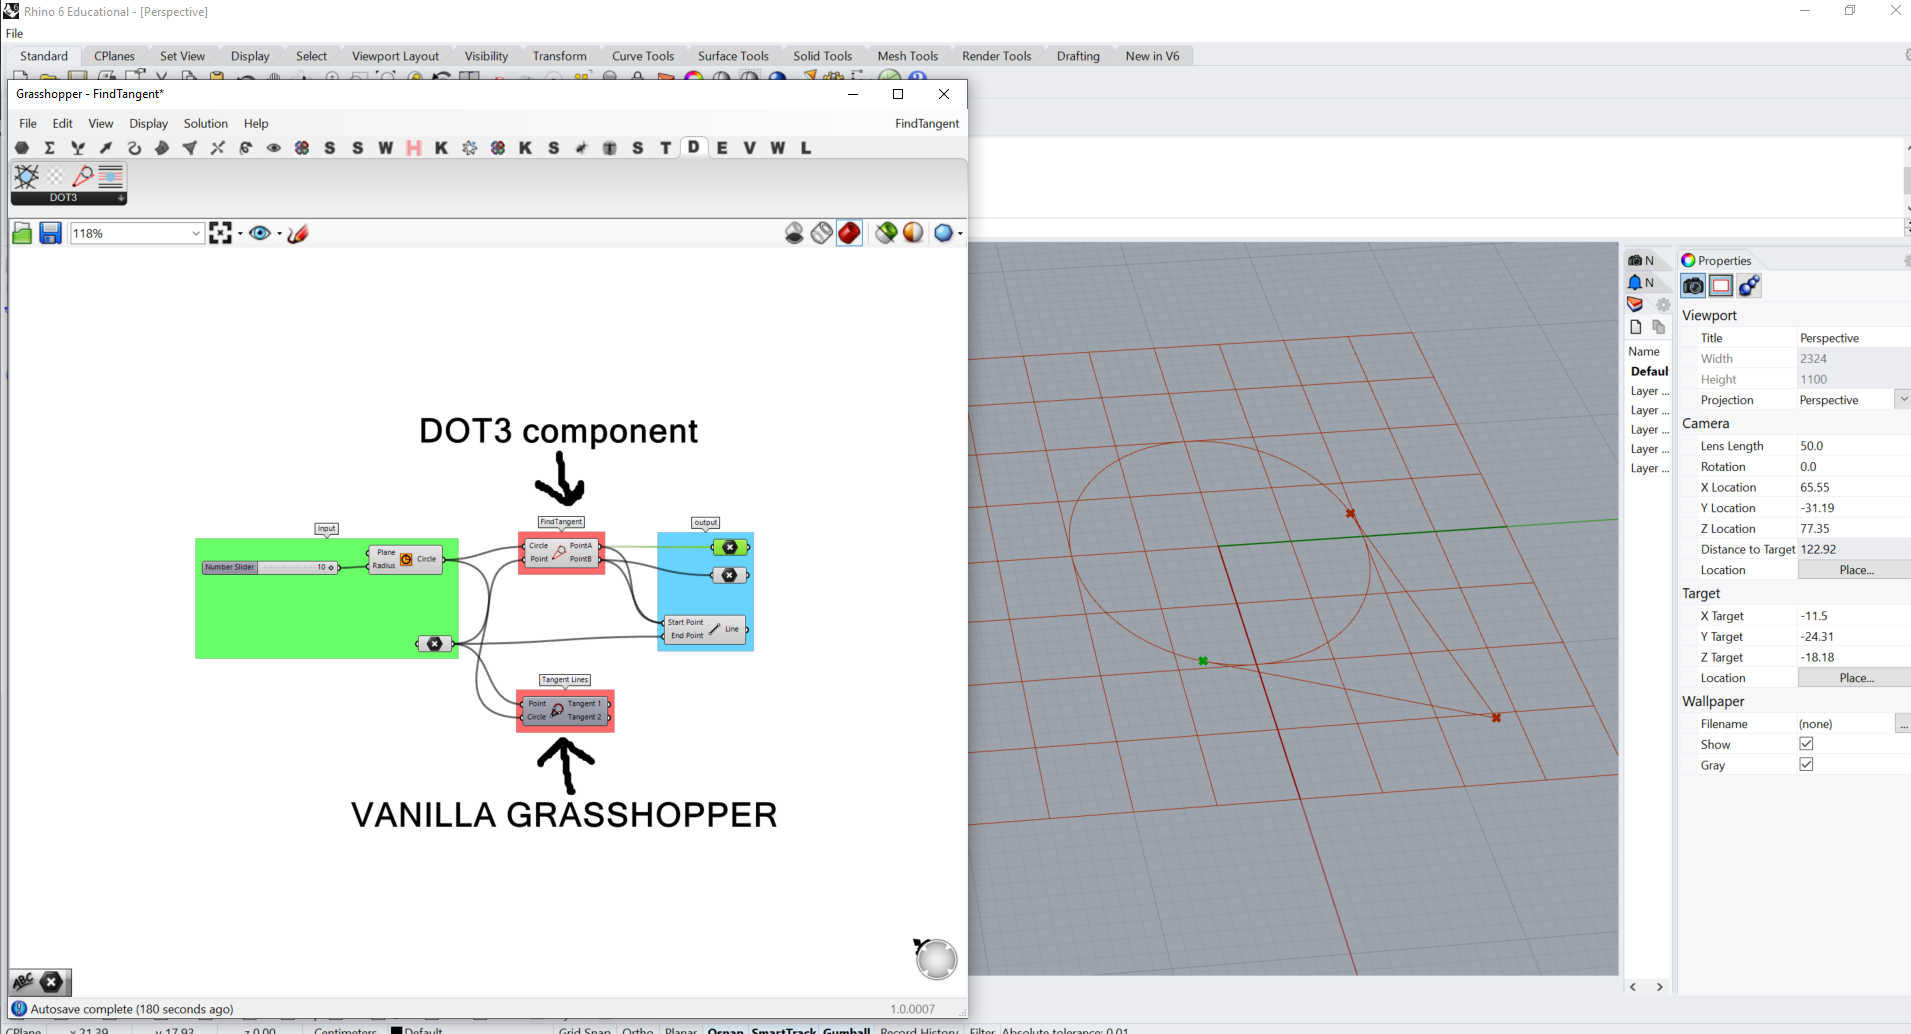 Rhino 6 Educational - [Perspective]
File
Standard CPlanes Set View Display Select Viewport Layout Visibility Transform Curve Tools Surface Tools Solid Tools Mesh Tools Render Tools Drafting New in V6
Grasshopper - FindTangent*
File Edit View Display Solution Help FindTangent
S S W H K K S S T D E V W L
DOT3
118%
DOT3 component
FindTangent
Circle PointA
Point PointB
output
Input
Number Slider 10
Plane
Radius
Circle
Start Point
End Point
Line
Tangent Lines
Point Tangent 1
Circle Tangent 2
VANILLA GRASSHOPPER
ABC
Autosave complete (180 seconds ago) 1.0.0007
N
N
Name
Defaul
Layer ...
Layer ...
Layer ...
Layer ...
Layer ...
Properties
Viewport
Title Perspective
Width 2324
Height 1100
Projection Perspective
Camera
Lens Length 50.0
Rotation 0.0
X Location 65.55
Y Location -31.19
Z Location 77.35
Distance to Target 122.92
Location Place...
Target
X Target -11.5
Y Target -24.31
Z Target -18.18
Location Place...
Wallpaper
Filename (none) ...
Show
Gray
CPlane x 21.39 y 17.93 z 0.00 Centimeters Default Grid Snap Ortho Planar Osnap SmartTrack Gumball Record History Filter Absolute tolerance: 0.01